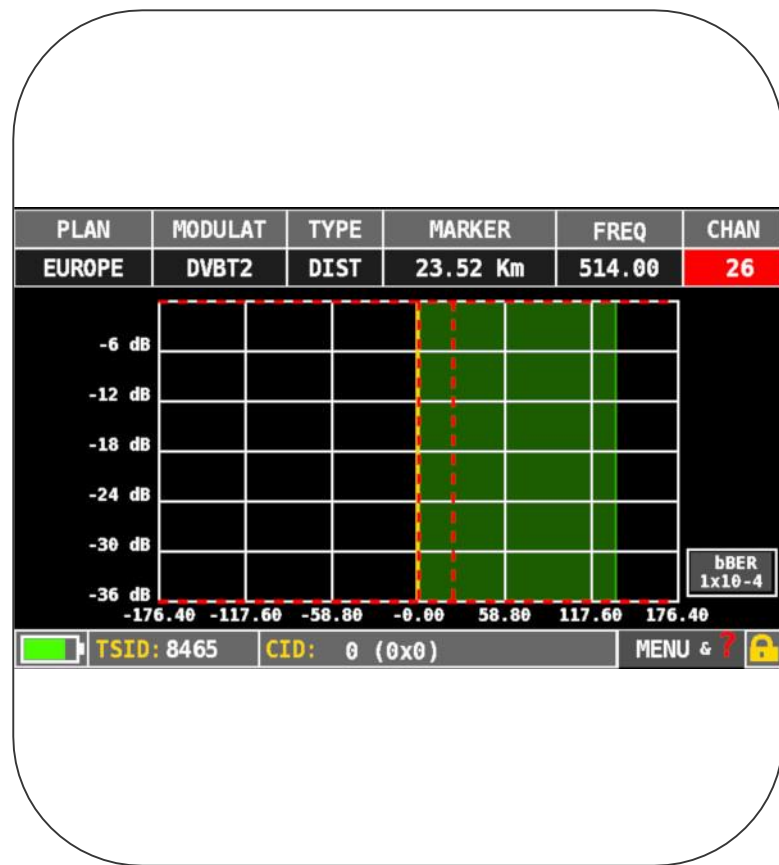 PLAN MODULAT TYPE MARKER FREQ CHAN
EUROPE DVBT2 DIST 23.52 Km 514.00 26
-6 dB
-12 dB
-18 dB
-24 dB
-30 dB
bBER
1x10-4
-36 dB
-176.40 -117.60 -58.80 -0.00 58.80 117.60 176.40
TSID: 8465 CID: 0 (0x0) MENU & ?